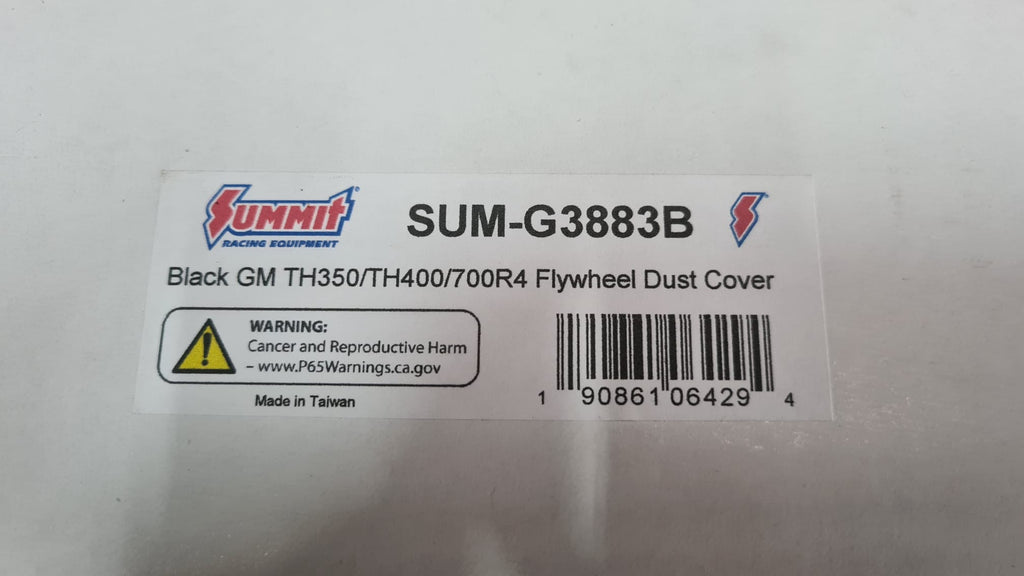 SUMMIT®
RACING EQUIPMENT
SUM-G3883B
Black GM TH350/TH400/700R4 Flywheel Dust Cover
WARNING:
Cancer and Reproductive Harm
– www.P65Warnings.ca.gov
Made in Taiwan
1 90861 06429 4